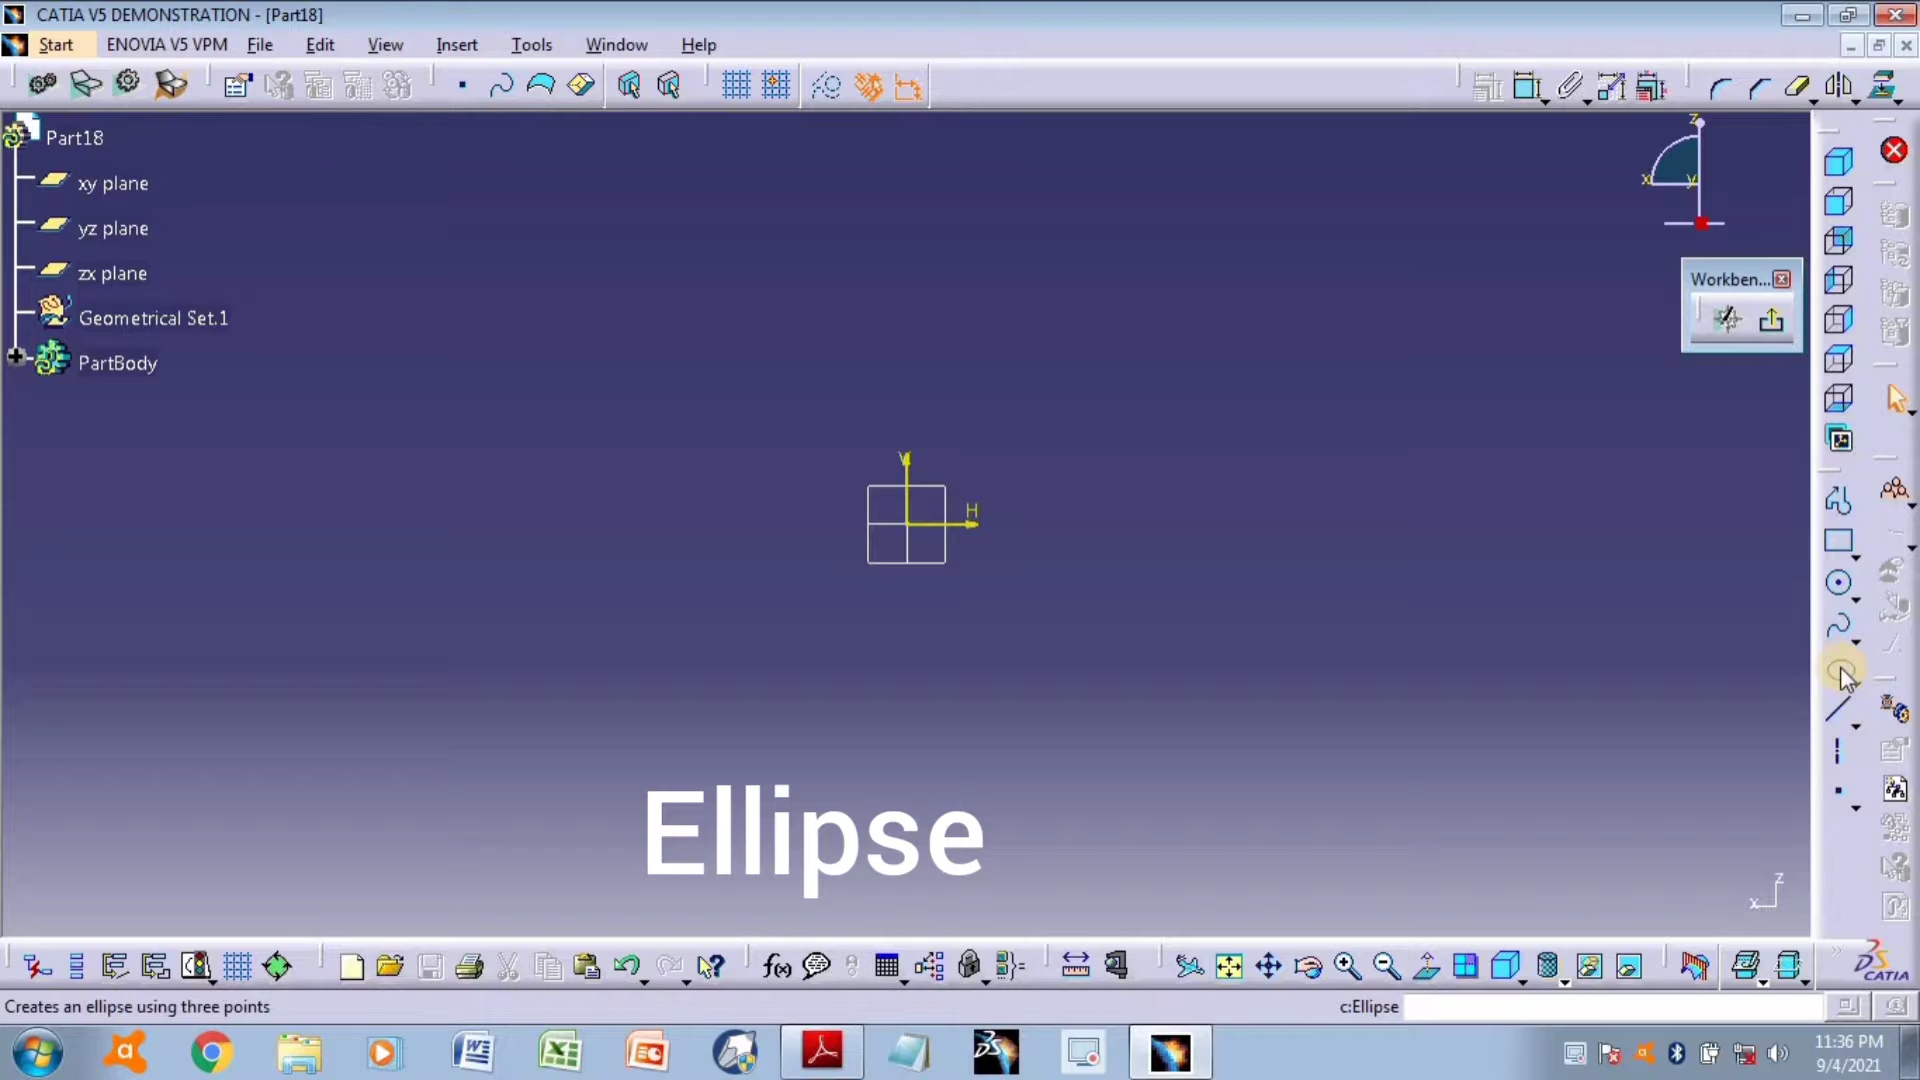 CATIA V5 DEMONSTRATION - [Part18]
Start ENOVIA V5 VPM File Edit View Insert Tools Window Help
Part18
xy plane
yz plane
zx plane
Geometrical Set.1
PartBody
z
x
y
Workben...
V
H
Ellipse
z
x
f(x)
CATIA
Creates an ellipse using three points
c:Ellipse
11:36 PM
9/4/2021